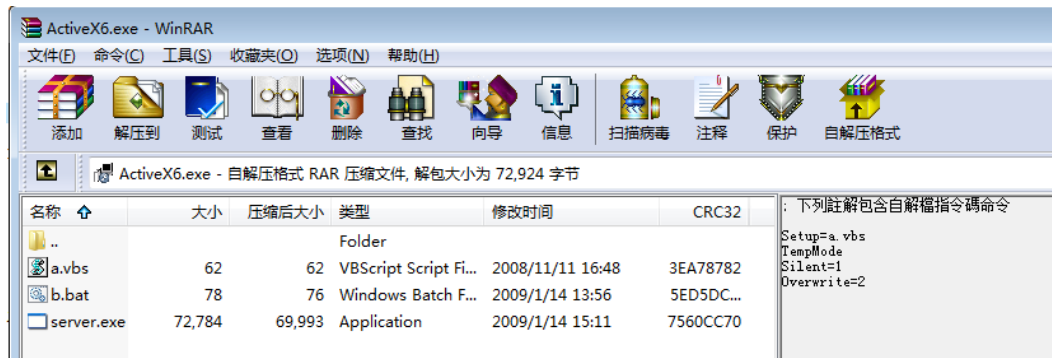 ActiveX6.exe - WinRAR
文件(F) 命令(C) 工具(S) 收藏夹(O) 选项(N) 帮助(H)
添加 解压到 测试 查看 删除 查找 向导 信息 扫描病毒 注释 保护 自解压格式
ActiveX6.exe - 自解压格式 RAR 压缩文件, 解包大小为 72,924 字节
名称 大小 压缩后大小 类型 修改时间 CRC32
.. Folder
a.vbs 62 62 VBScript Script Fi... 2008/11/11 16:48 3EA78782
b.bat 78 76 Windows Batch F... 2009/1/14 13:56 5ED5DC...
server.exe 72,784 69,993 Application 2009/1/14 15:11 7560CC70
; 下列註解包含自解檔指令碼命令
Setup=a.vbs
TempMode
Silent=1
Overwrite=2